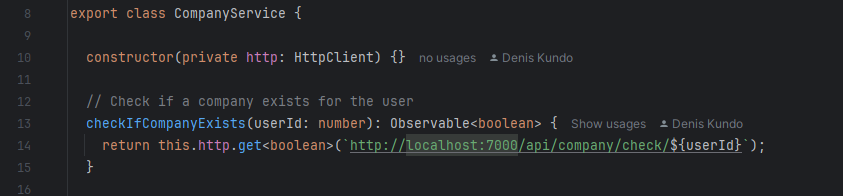 8 export class CompanyService {
9
10 constructor(private http: HttpClient) {} no usages Denis Kundo
11
12 // Check if a company exists for the user
13 checkIfCompanyExists(userId: number): Observable<boolean> { Show usages Denis Kundo
14 return this.http.get<boolean>(`http://localhost:7000/api/company/check/${userId}`);
15 }
16